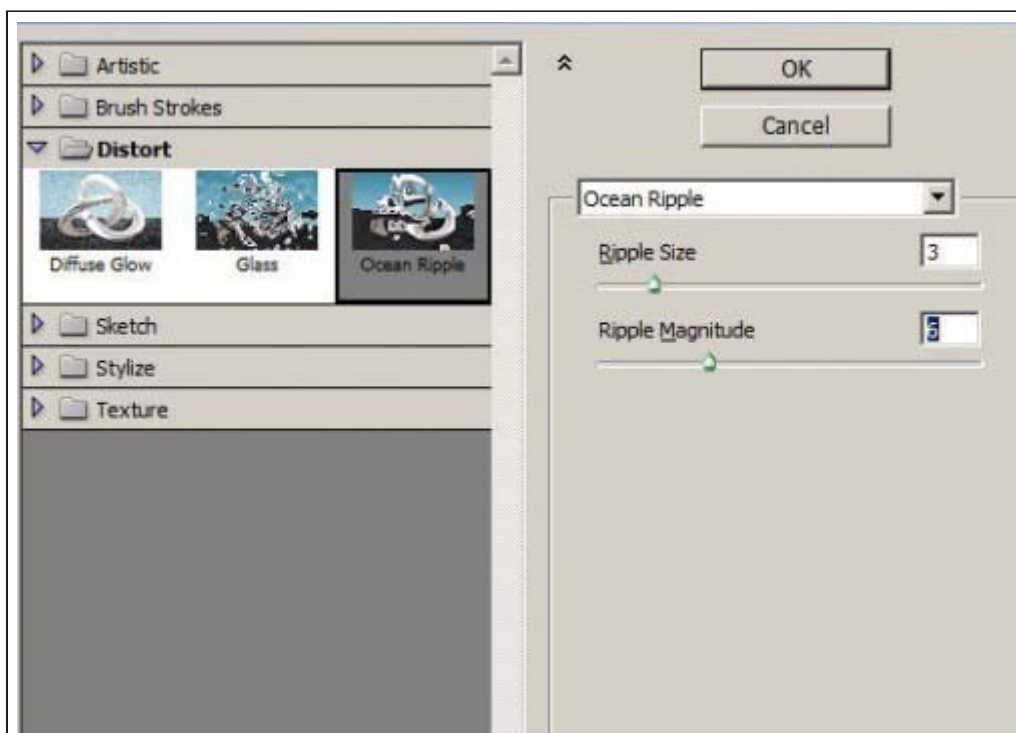 Artistic
Brush Strokes
Distort
Diffuse Glow
Glass
Ocean Ripple
Sketch
Stylize
Texture
OK
Cancel
Ocean Ripple
Ripple Size 3
Ripple Magnitude